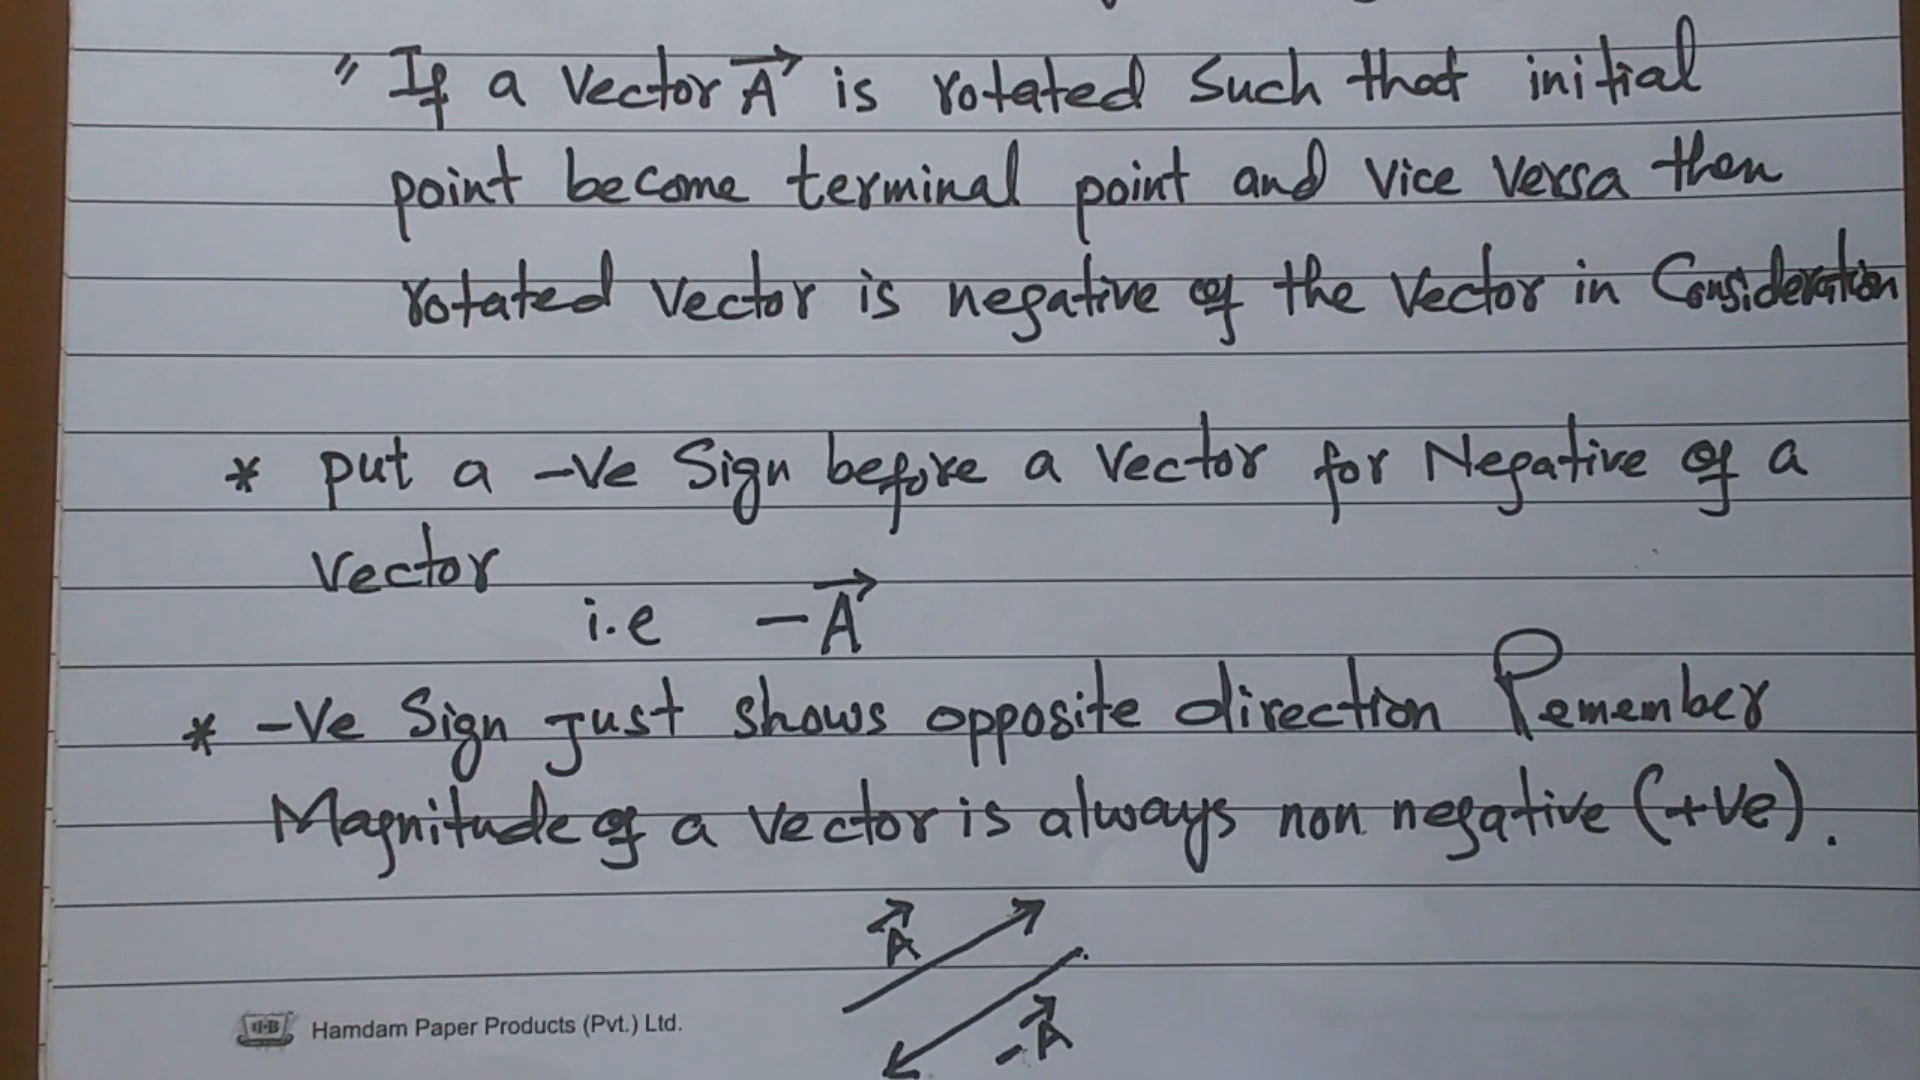 " If a vector A⃗ is rotated such that initial
point become terminal point and vice versa then
rotated vector is negative of the vector in Consideration
* put a -ve Sign before a vector for Negative of a
vector
i.e -A⃗
* -ve Sign Just shows opposite direction Remember
Magnitude of a vector is always non negative (+ve).
A⃗
-A⃗
H-B Hamdam Paper Products (Pvt.) Ltd.